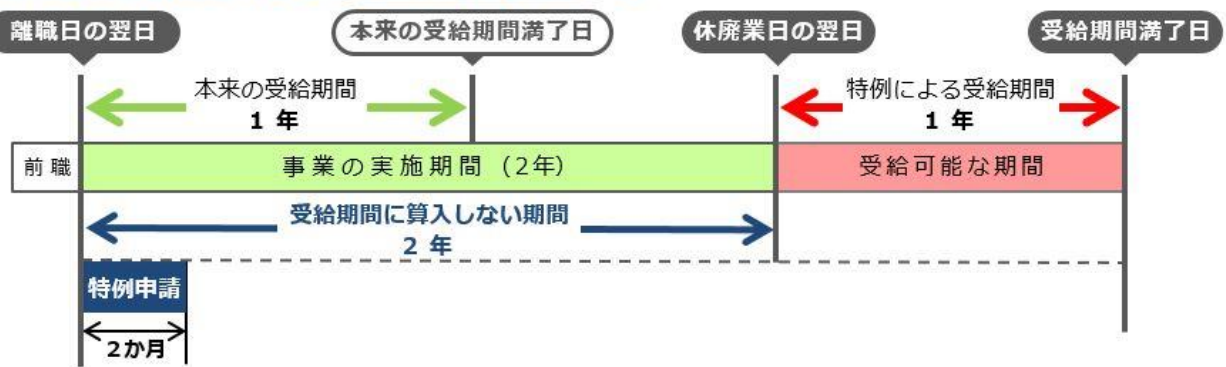 離職日の翌日
本来の受給期間満了日
休廃業日の翌日
受給期間満了日
本来の受給期間
1 年
特例による受給期間
1 年
前職
事業の実施期間 (2年)
受給可能な期間
受給期間に算入しない期間
2 年
特例申請
2か月